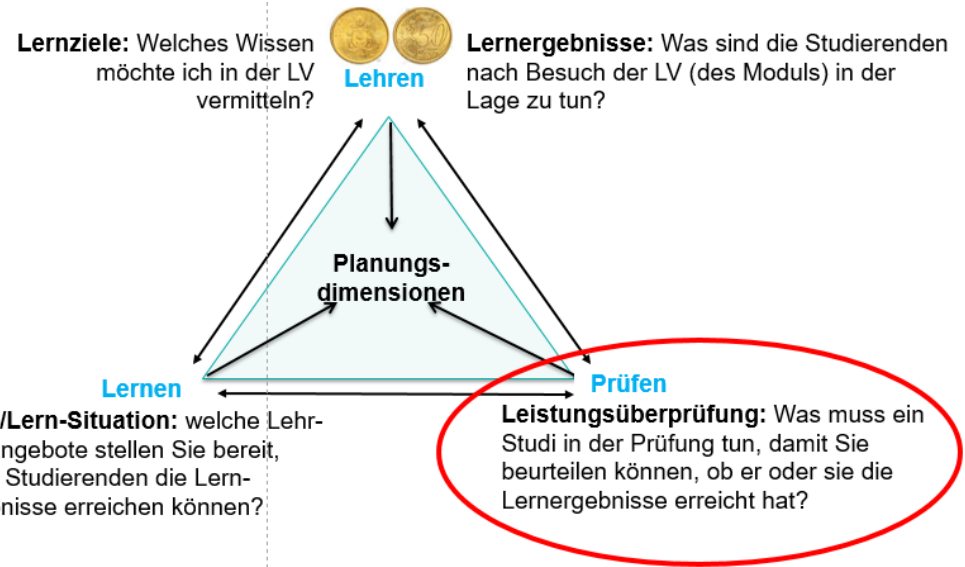 Lernziele: Welches Wissen
möchte ich in der LV
vermitteln?
50
Lehren
Lernergebnisse: Was sind die Studierenden
nach Besuch der LV (des Moduls) in der
Lage zu tun?
Planungs-
dimensionen
Lernen
/Lern-Situation: welche Lehr-
ngebote stellen Sie bereit,
Studierenden die Lern-
nisse erreichen können?
Prüfen
Leistungsüberprüfung: Was muss ein
Studi in der Prüfung tun, damit Sie
beurteilen können, ob er oder sie die
Lernergebnisse erreicht hat?